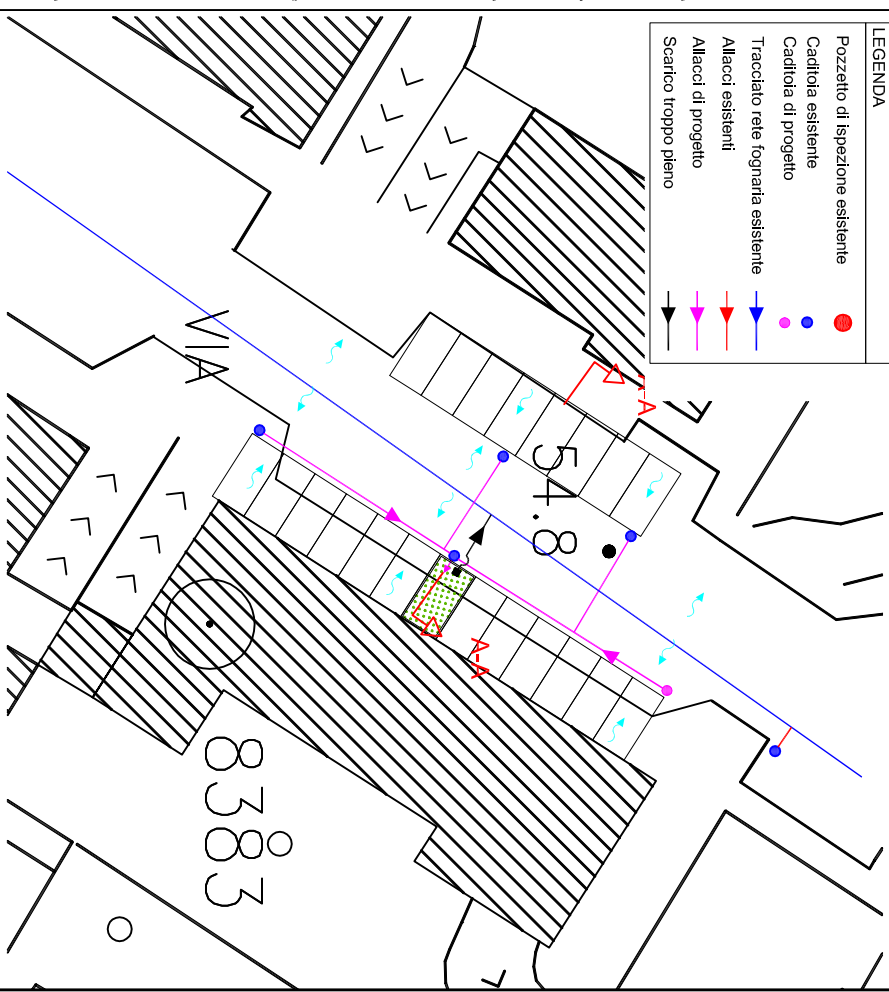 LEGENDA
Pozzetto di ispezione esistente
Caditoia esistente
Caditoia di progetto
Tracciato rete fognaria esistente
Allacci esistenti
Allacci di progetto
Scarico troppo pieno
VIA
54.8
A-A
8383